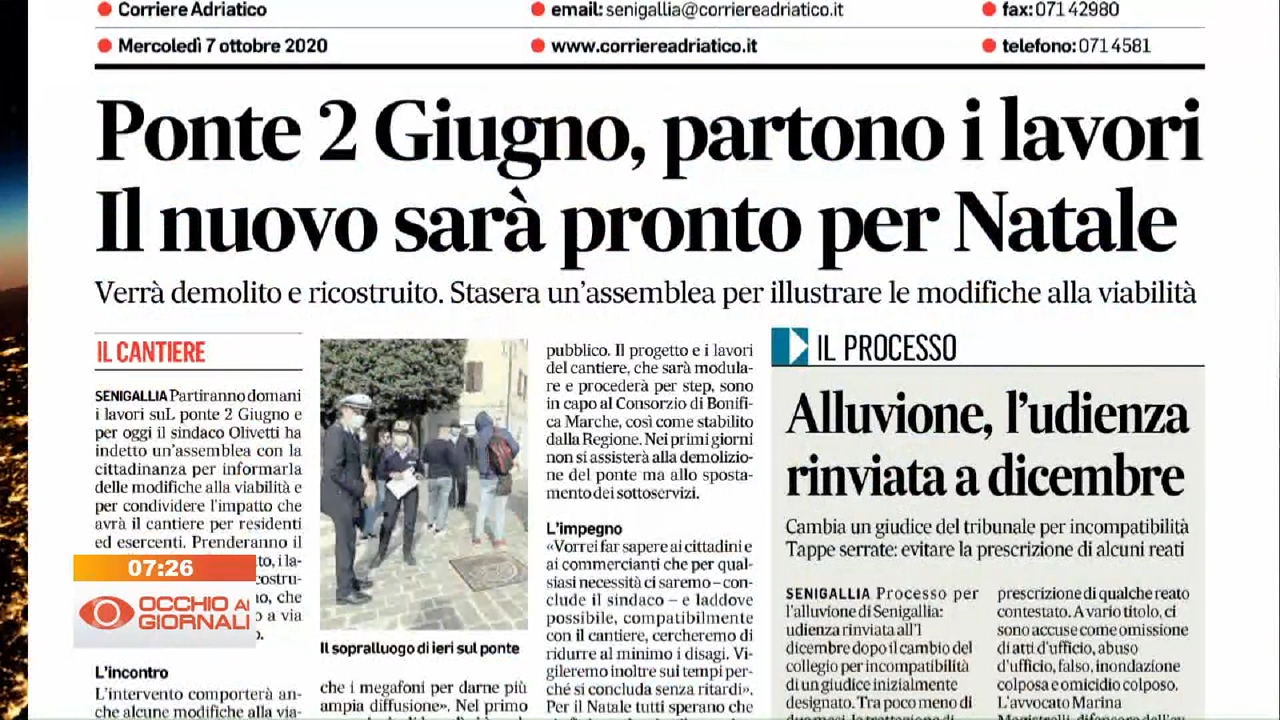 Corriere Adriatico
email: senigallia@corriereadriatico.it
fax: 071 42980
Mercoledì 7 ottobre 2020
www.corriereadriatico.it
telefono: 071 4581
Ponte 2 Giugno, partono i lavori
Il nuovo sarà pronto per Natale
Verrà demolito e ricostruito. Stasera un'assemblea per illustrare le modifiche alla viabilità
IL CANTIERE
SENIGALLIA Partiranno domani
i lavori suL ponte 2 Giugno e
per oggi il sindaco Olivetti ha
indetto un'assemblea con la
cittadinanza per informarla
delle modifiche alla viabilità e
per condividere l'impatto che
avrà il cantiere per residenti
ed esercenti. Prenderanno il
to, i la-
costru-
no, che
o a via
o.
07:26
OCCHIO AI
GIORNALI
L'incontro
L'intervento comporterà an-
che alcune modifiche alla via-
Il sopralluogo di ieri sul ponte
che i megafoni per darne più
ampia diffusione». Nel primo
pubblico. Il progetto e i lavori
del cantiere, che sarà modula-
re e procederà per step, sono
in capo al Consorzio di Bonifi-
ca Marche, così come stabilito
dalla Regione. Nei primi giorni
non si assisterà alla demolizio-
ne del ponte ma allo sposta-
mento dei sottoservizi.
L'impegno
«Vorrei far sapere ai cittadini e
ai commercianti che per qual-
siasi necessità ci saremo – con-
clude il sindaco – e laddove
possibile, compatibilmente
con il cantiere, cercheremo di
ridurre al minimo i disagi. Vi-
gileremo inoltre sui tempi per-
ché si concluda senza ritardi».
Per il Natale tutti sperano che
IL PROCESSO
Alluvione, l'udienza
rinviata a dicembre
Cambia un giudice del tribunale per incompatibilità
Tappe serrate: evitare la prescrizione di alcuni reati
SENIGALLIA Processo per
l'alluvione di Senigallia:
udienza rinviata all'1
dicembre dopo il cambio del
collegio per incompatibilità
di un giudice inizialmente
designato. Tra poco meno di
due mesi, la trattazione di
prescrizione di qualche reato
contestato. A vario titolo, ci
sono accuse come omissione
di atti d'ufficio, abuso
d'ufficio, falso, inondazione
colposa e omicidio colposo.
L'avvocato Marina